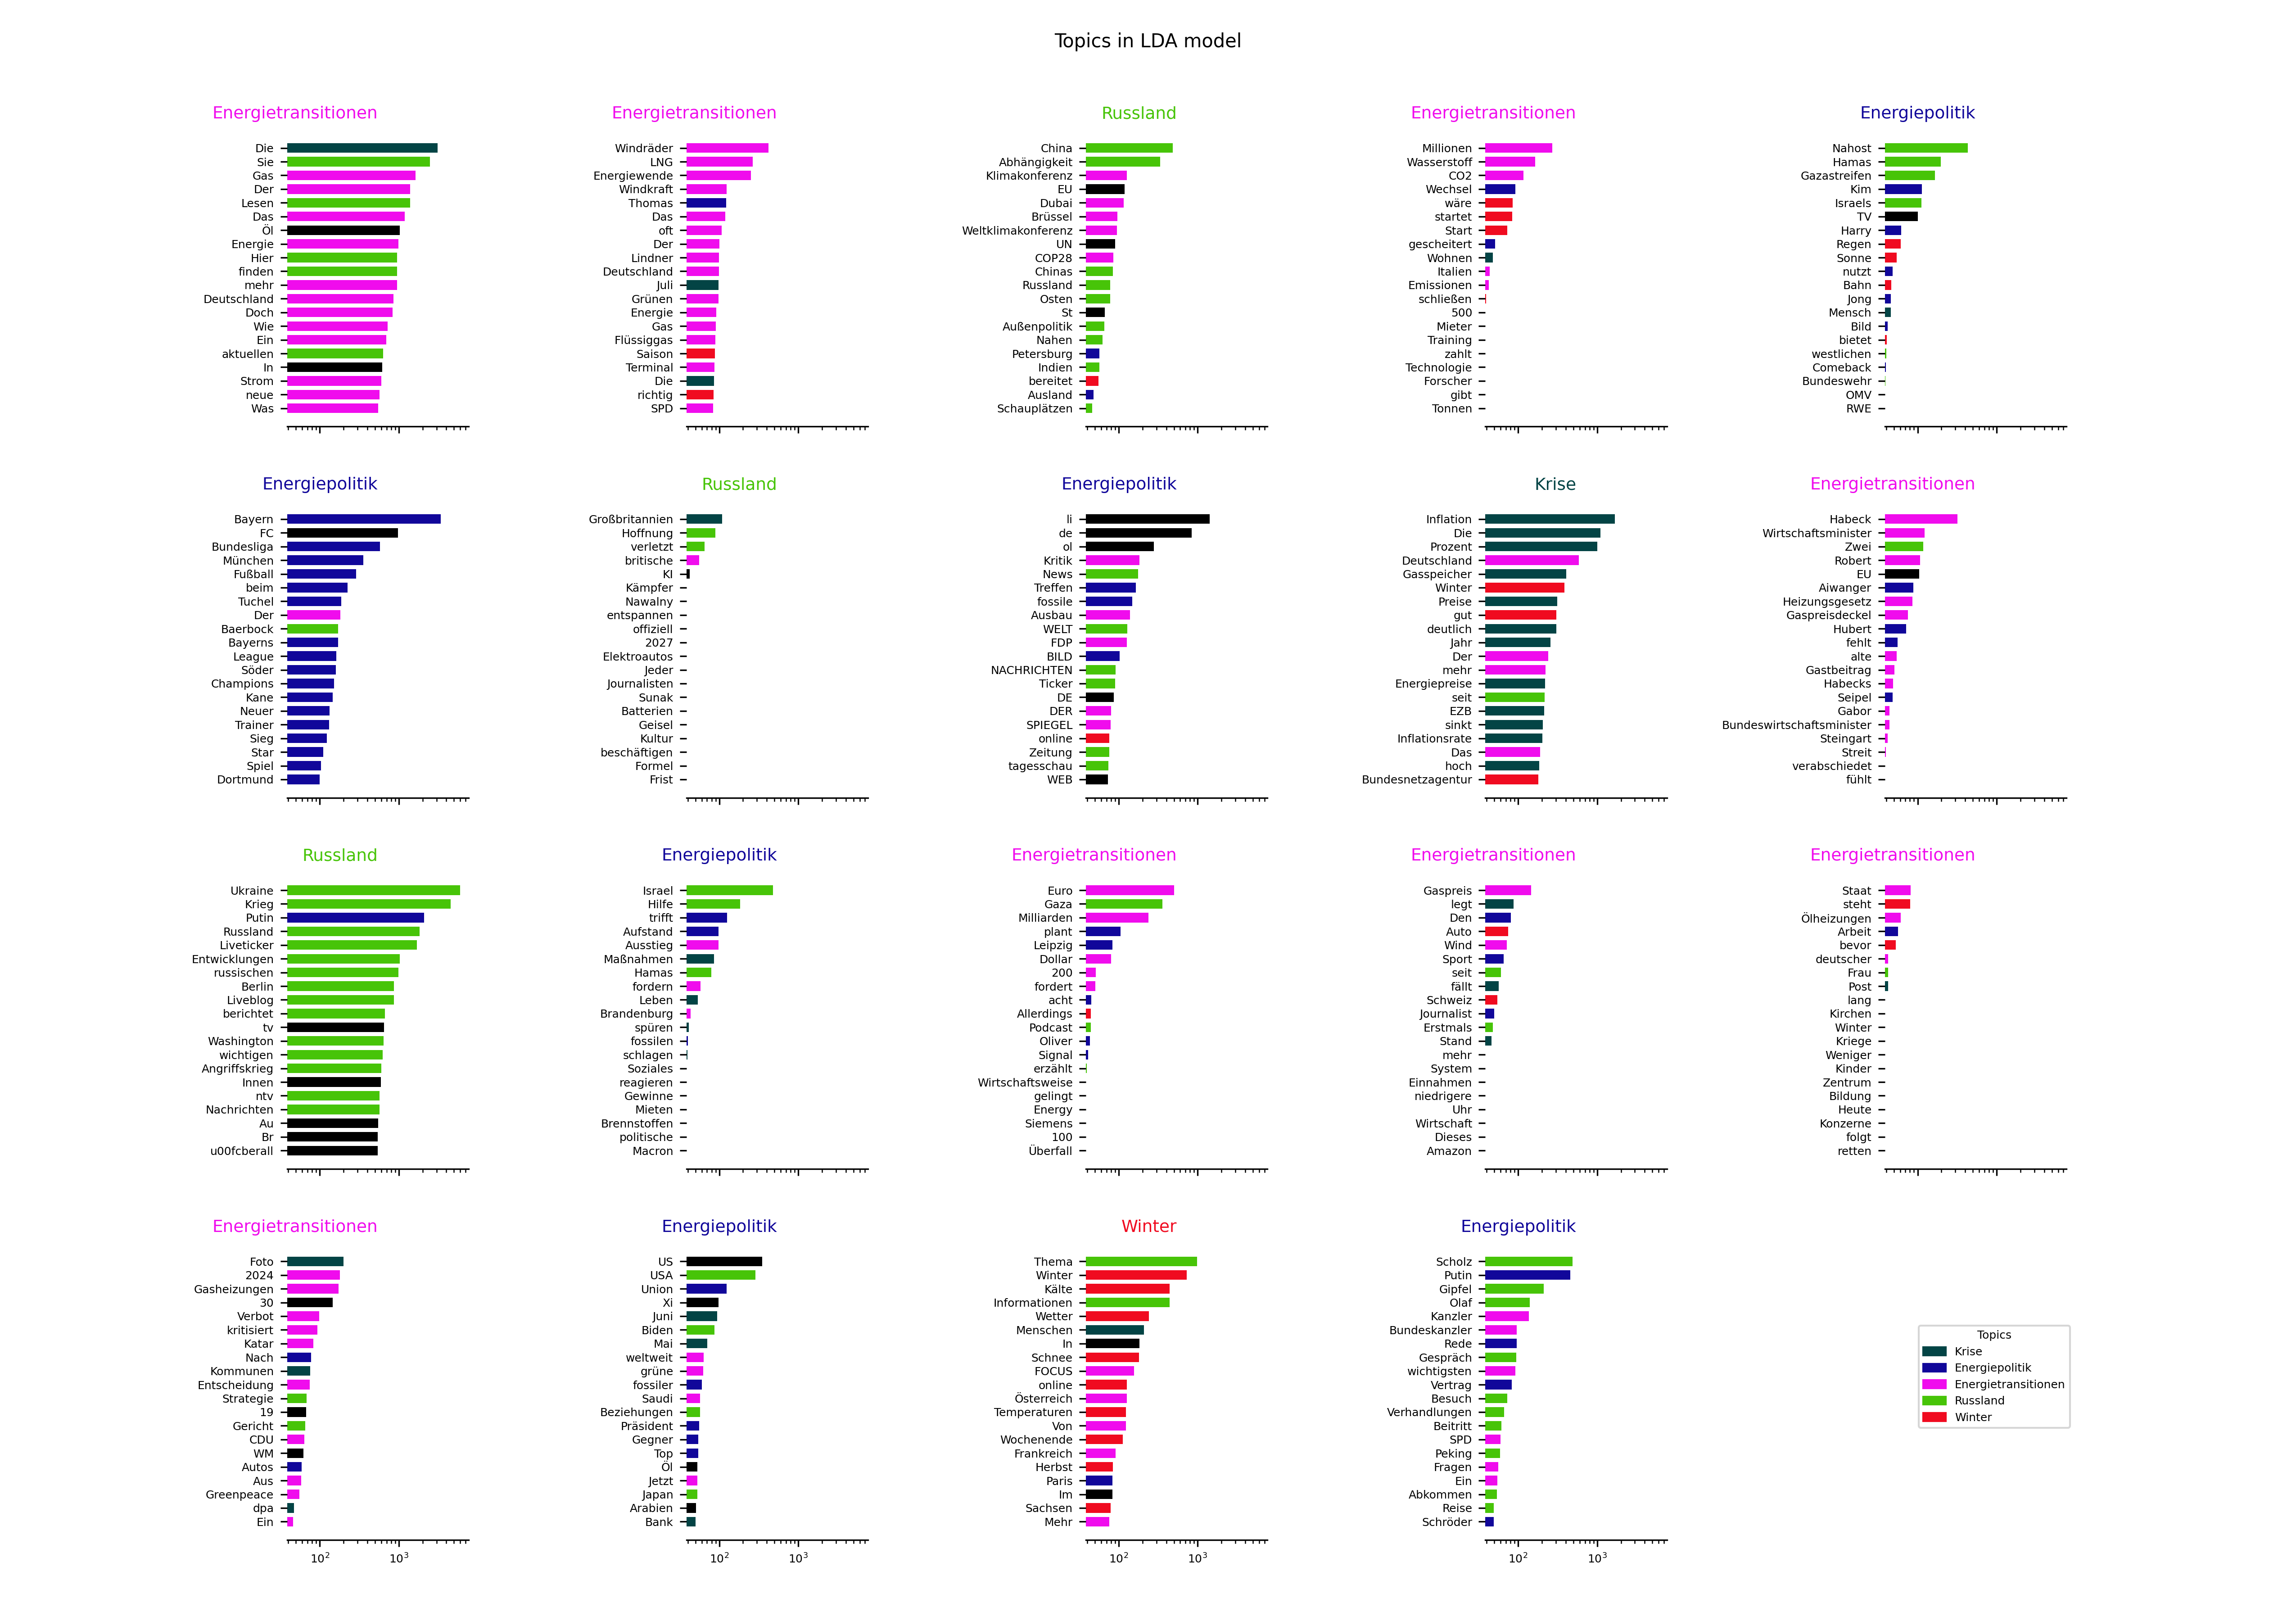 Topics in LDA model
Energietransitionen
Die
Sie
Gas
Der
Lesen
Das
Öl
Energie
Hier
finden
mehr
Deutschland
Doch
Wie
Ein
aktuellen
In
Strom
neue
Was
Energietransitionen
Windräder
LNG
Energiewende
Windkraft
Thomas
Das
oft
Der
Lindner
Deutschland
Juli
Grünen
Energie
Gas
Flüssiggas
Saison
Terminal
Die
richtig
SPD
Russland
China
Abhängigkeit
Klimakonferenz
EU
Dubai
Brüssel
Weltklimakonferenz
UN
COP28
Chinas
Russland
Osten
St
Außenpolitik
Nahen
Petersburg
Indien
bereitet
Ausland
Schauplätzen
Energietransitionen
Millionen
Wasserstoff
CO2
Wechsel
wäre
startet
Start
gescheitert
Wohnen
Italien
Emissionen
schließen
500
Mieter
Training
zahlt
Technologie
Forscher
gibt
Tonnen
Energiepolitik
Nahost
Hamas
Gazastreifen
Kim
Israels
TV
Harry
Regen
Sonne
nutzt
Bahn
Jong
Mensch
Bild
bietet
westlichen
Comeback
Bundeswehr
OMV
RWE
Energiepolitik
Bayern
FC
Bundesliga
München
Fußball
beim
Tuchel
Der
Baerbock
Bayerns
League
Söder
Champions
Kane
Neuer
Trainer
Sieg
Star
Spiel
Dortmund
Russland
Großbritannien
Hoffnung
verletzt
britische
KI
Kämpfer
Nawalny
entspannen
offiziell
2027
Elektroautos
Jeder
Journalisten
Sunak
Batterien
Geisel
Kultur
beschäftigen
Formel
Frist
Energiepolitik
li
de
ol
Kritik
News
Treffen
fossile
Ausbau
WELT
FDP
BILD
NACHRICHTEN
Ticker
DE
DER
SPIEGEL
online
Zeitung
tagesschau
WEB
Krise
Inflation
Die
Prozent
Deutschland
Gasspeicher
Winter
Preise
gut
deutlich
Jahr
Der
mehr
Energiepreise
seit
EZB
sinkt
Inflationsrate
Das
hoch
Bundesnetzagentur
Energietransitionen
Habeck
Wirtschaftsminister
Zwei
Robert
EU
Aiwanger
Heizungsgesetz
Gaspreisdeckel
Hubert
fehlt
alte
Gastbeitrag
Habecks
Seipel
Gabor
Bundeswirtschaftsminister
Steingart
Streit
verabschiedet
fühlt
Russland
Ukraine
Krieg
Putin
Russland
Liveticker
Entwicklungen
russischen
Berlin
Liveblog
berichtet
tv
Washington
wichtigen
Angriffskrieg
Innen
ntv
Nachrichten
Au
Br
u00fcberall
Energiepolitik
Israel
Hilfe
trifft
Aufstand
Ausstieg
Maßnahmen
Hamas
fordern
Leben
Brandenburg
spüren
fossilen
schlagen
Soziales
reagieren
Gewinne
Mieten
Brennstoffen
politische
Macron
Energietransitionen
Euro
Gaza
Milliarden
plant
Leipzig
Dollar
200
fordert
acht
Allerdings
Podcast
Oliver
Signal
erzählt
Wirtschaftsweise
gelingt
Energy
Siemens
100
Überfall
Energietransitionen
Gaspreis
legt
Den
Auto
Wind
Sport
seit
fällt
Schweiz
Journalist
Erstmals
Stand
mehr
System
Einnahmen
niedrigere
Uhr
Wirtschaft
Dieses
Amazon
Energietransitionen
Staat
steht
Ölheizungen
Arbeit
bevor
deutscher
Frau
Post
lang
Kirchen
Winter
Kriege
Weniger
Kinder
Zentrum
Bildung
Heute
Konzerne
folgt
retten
Energietransitionen
Foto
2024
Gasheizungen
30
Verbot
kritisiert
Katar
Nach
Kommunen
Entscheidung
Strategie
19
Gericht
CDU
WM
Autos
Aus
Greenpeace
dpa
Ein
10² 10³
Energiepolitik
US
USA
Union
Xi
Juni
Biden
Mai
weltweit
grüne
fossiler
Saudi
Beziehungen
Präsident
Gegner
Top
Öl
Jetzt
Japan
Arabien
Bank
10² 10³
Winter
Thema
Winter
Kälte
Informationen
Wetter
Menschen
In
Schnee
FOCUS
online
Österreich
Temperaturen
Von
Wochenende
Frankreich
Herbst
Paris
Im
Sachsen
Mehr
10² 10³
Energiepolitik
Scholz
Putin
Gipfel
Olaf
Kanzler
Bundeskanzler
Rede
Gespräch
wichtigsten
Vertrag
Besuch
Verhandlungen
Beitritt
SPD
Peking
Fragen
Ein
Abkommen
Reise
Schröder
10² 10³
Topics
Krise
Energiepolitik
Energietransitionen
Russland
Winter